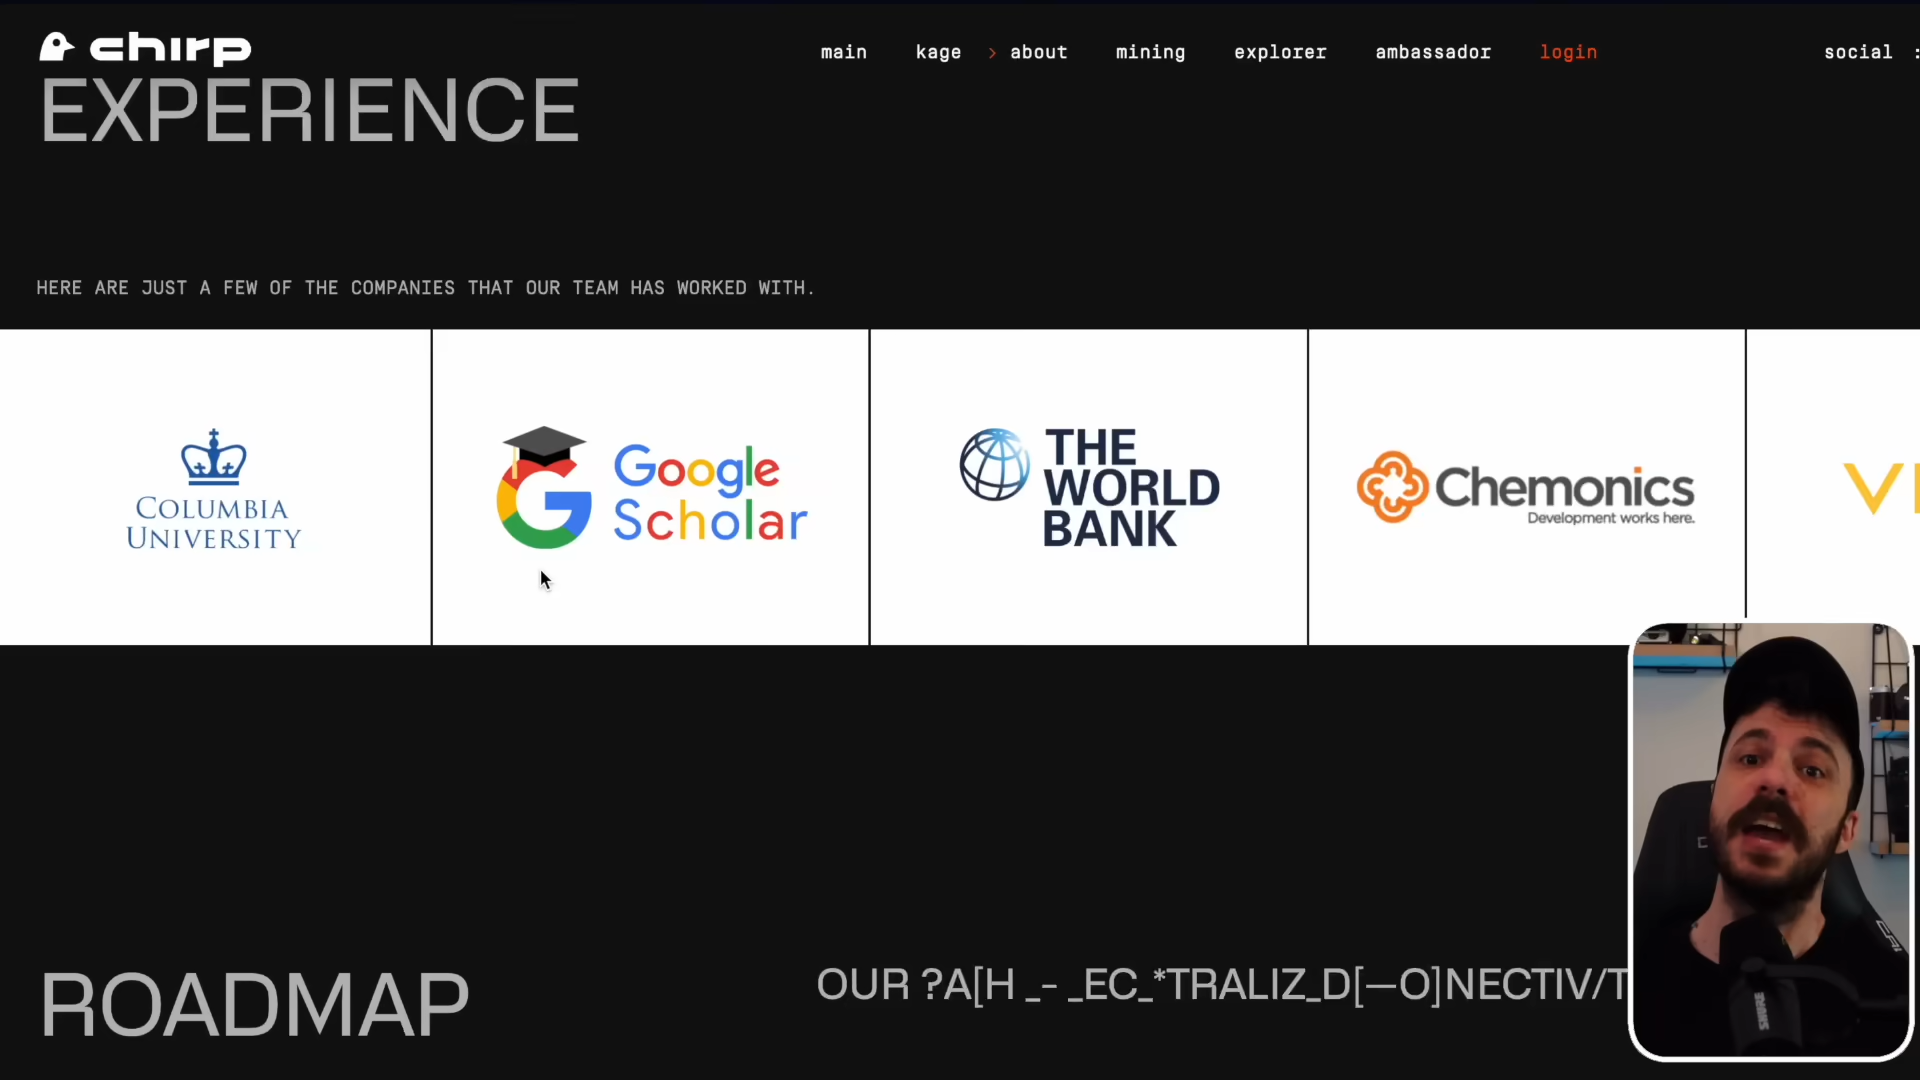 chirp
main kage > about mining explorer ambassador login social :
EXPERIENCE
HERE ARE JUST A FEW OF THE COMPANIES THAT OUR TEAM HAS WORKED WITH.
COLUMBIA
UNIVERSITY
Google
Scholar
THE
WORLD
BANK
Chemonics
Development works here.
ROADMAP
OUR ?A[H _- _EC_*TRALIZ_D[—O]NECTIV/T
SHURE